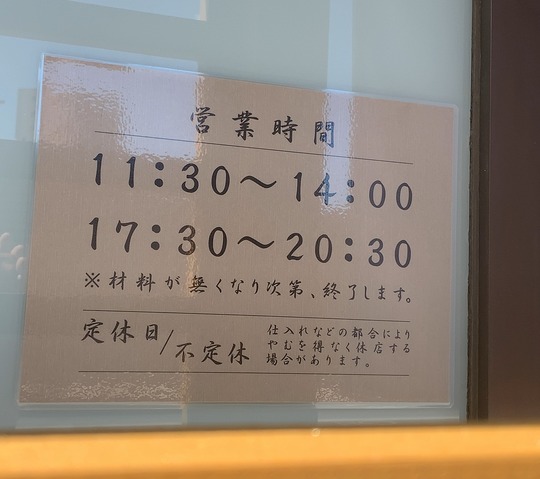 営業時間
11:30〜14:00
17:30〜20:30
※材料が無くなり次第、終了します。
定休日/不定休
仕入れなどの都合により
やむを得なく休店する
場合があります。